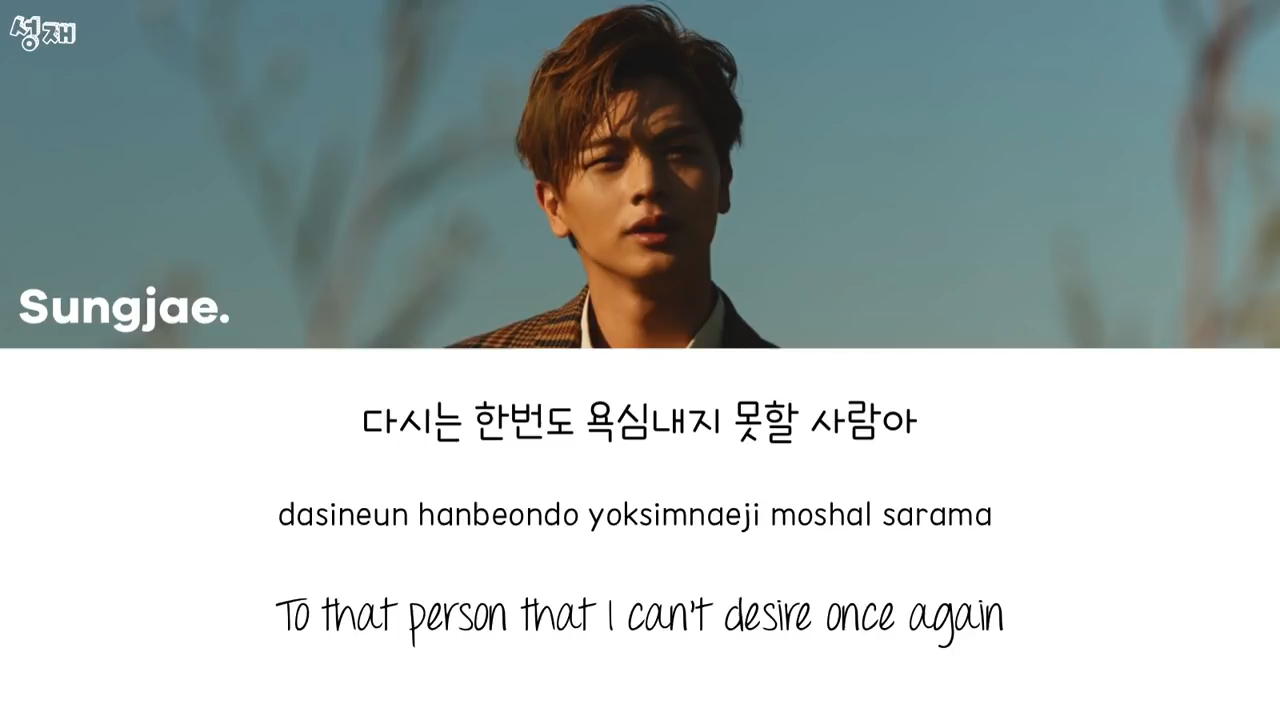 성재
Sungjae.
다시는 한번도 욕심내지 못할 사람아
dasineun hanbeondo yoksimnaeji moshal sarama
To that person that I can't desire once again